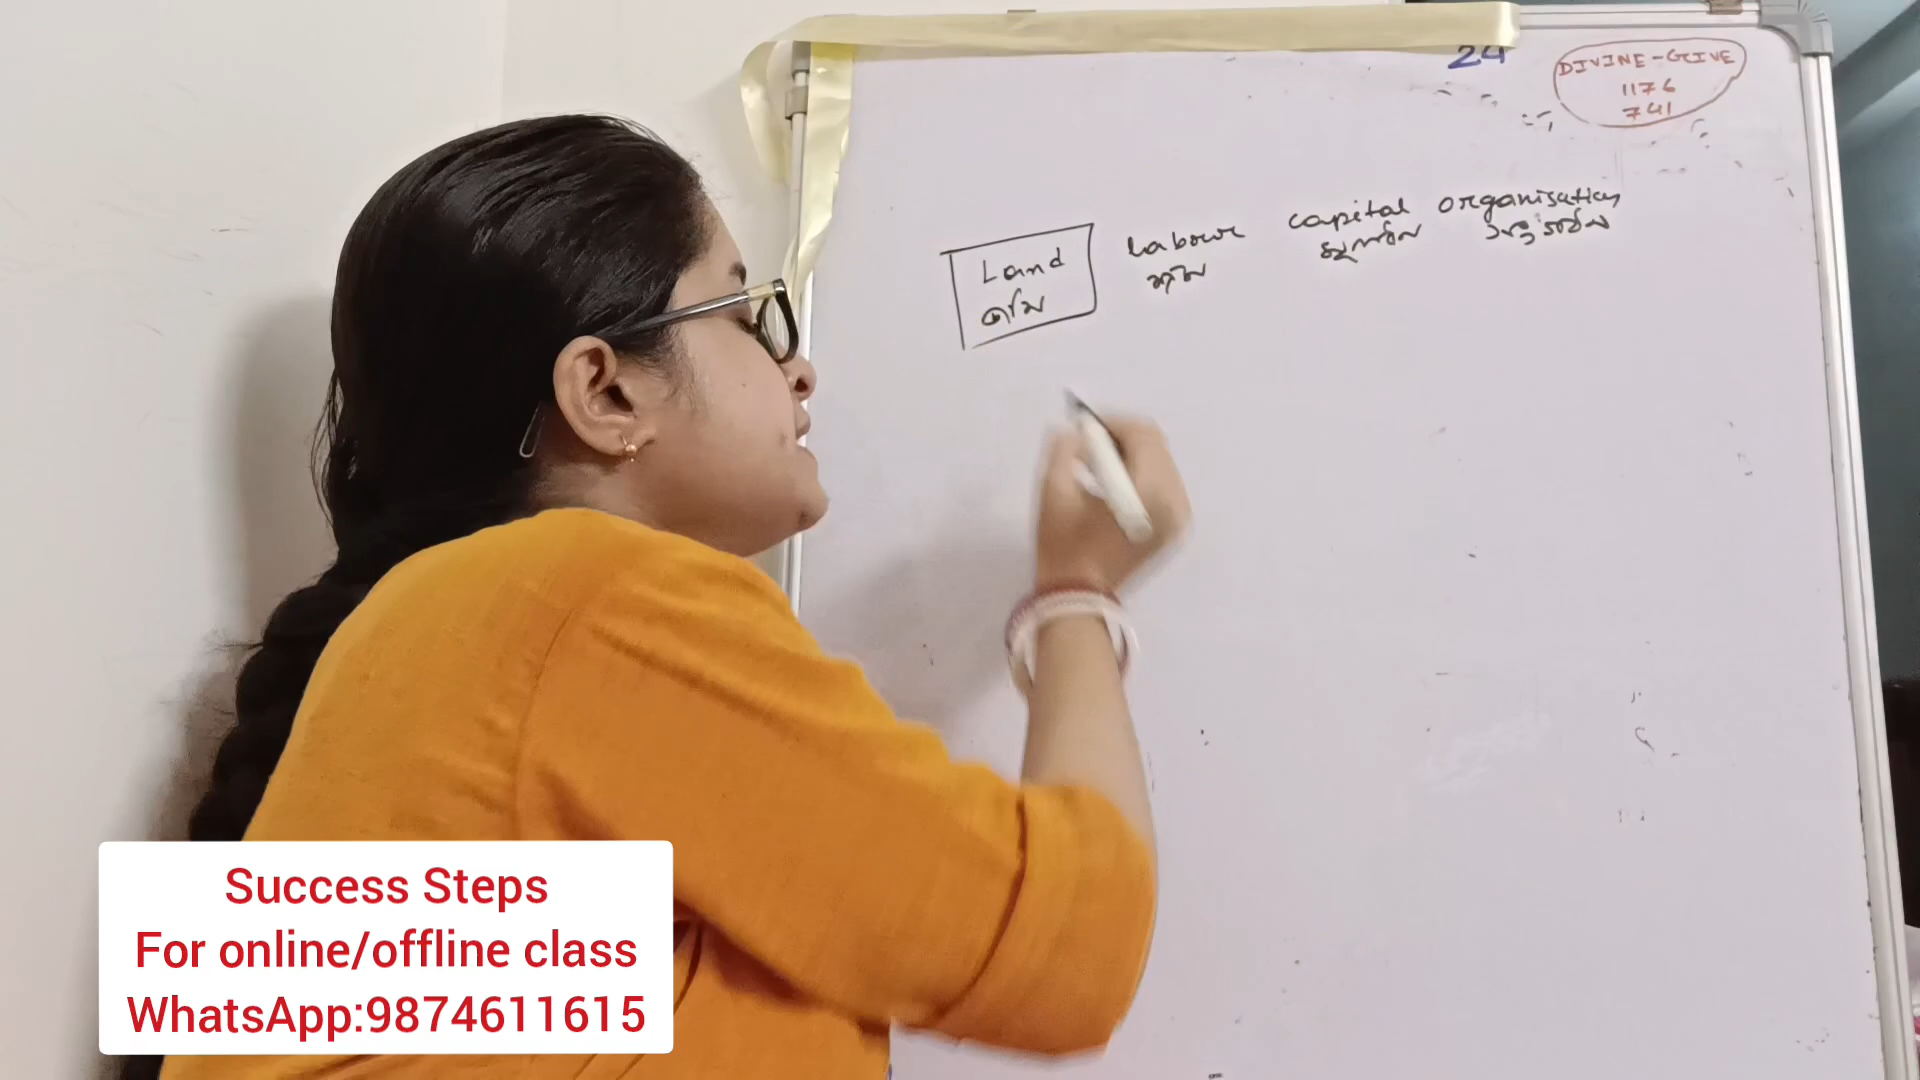 24
DIVINE-GIVE
1176
741
Land
জমি
Labour
শ্রম
capital
মূলধন
organisation
সংগঠন
Success Steps
For online/offline class
WhatsApp:9874611615